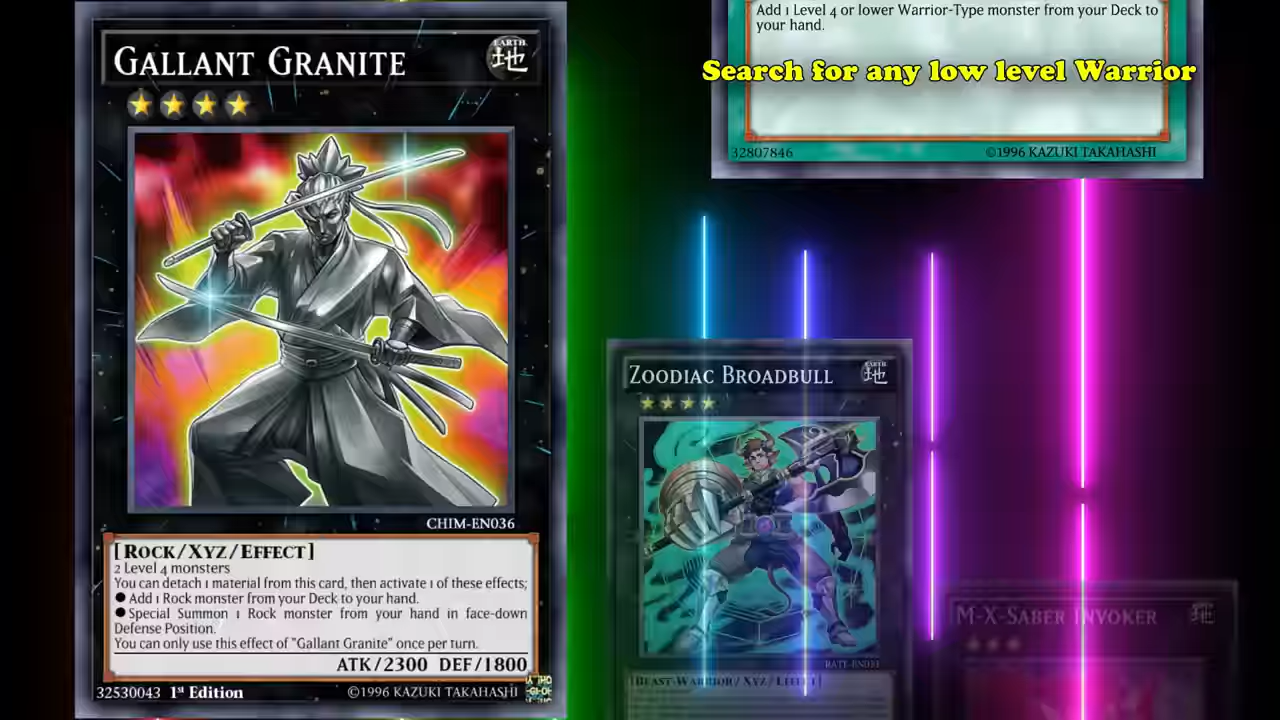 GALLANT GRANITE
EARTH
地
CHIM-EN036
[ROCK/XYZ/EFFECT]
2 Level 4 monsters
You can detach 1 material from this card, then activate 1 of these effects;
● Add 1 Rock monster from your Deck to your hand.
● Special Summon 1 Rock monster from your hand in face-down
Defense Position.
You can only use this effect of "Gallant Granite" once per turn.
ATK/2300 DEF/1800
32530043 1st Edition ©1996 KAZUKI TAKAHASHI
Add 1 Level 4 or lower Warrior-Type monster from your Deck to
your hand.
Search for any low level Warrior
32807846 ©1996 KAZUKI TAKAHASHI
ZOODIAC BROADBULL
EARTH
地
RATE-EN033
[BEAST-WARRIOR/XYZ/EFFECT]
M-X-SABER INVOKER
地